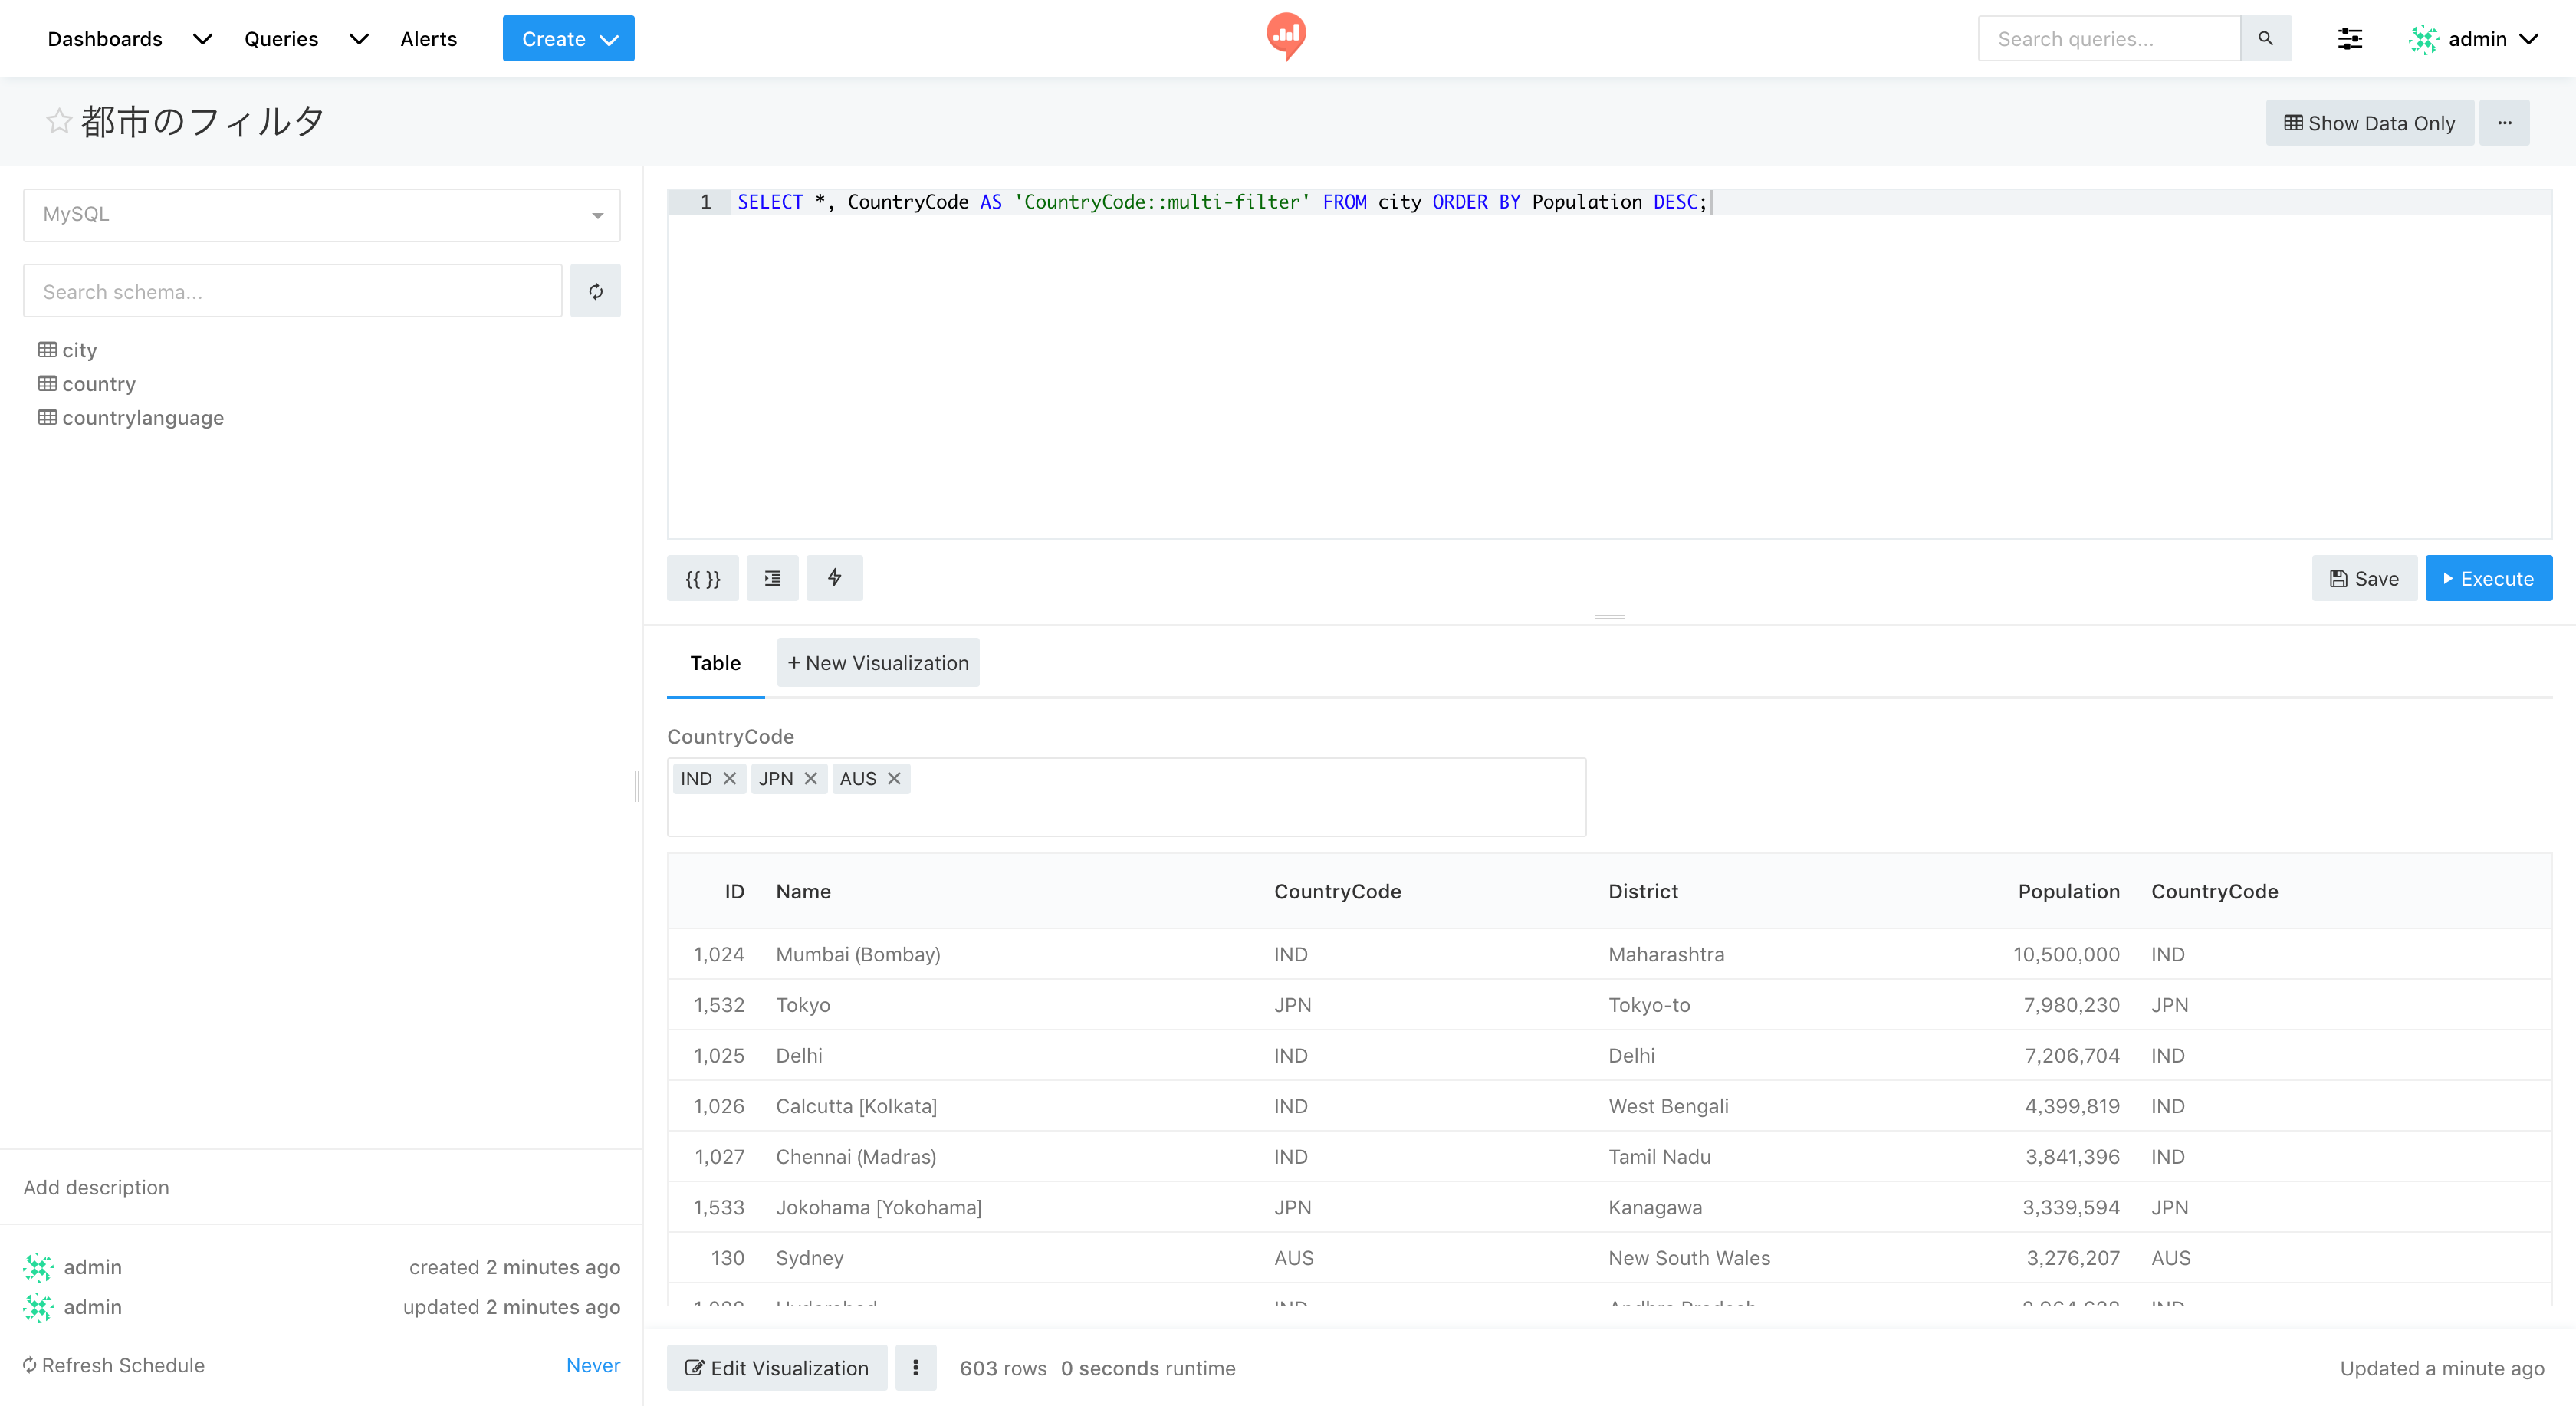 Dashboards Queries Alerts Create Search queries... admin
都市のフィルタ Show Data Only ...
MySQL
Search schema...
city
country
countrylanguage
1 SELECT *, CountryCode AS 'CountryCode::multi-filter' FROM city ORDER BY Population DESC;
{{ }} Save Execute
Table + New Visualization
CountryCode
IND JPN AUS
ID Name CountryCode District Population CountryCode
1,024 Mumbai (Bombay) IND Maharashtra 10,500,000 IND
1,532 Tokyo JPN Tokyo-to 7,980,230 JPN
1,025 Delhi IND Delhi 7,206,704 IND
1,026 Calcutta [Kolkata] IND West Bengali 4,399,819 IND
1,027 Chennai (Madras) IND Tamil Nadu 3,841,396 IND
1,533 Jokohama [Yokohama] JPN Kanagawa 3,339,594 JPN
130 Sydney AUS New South Wales 3,276,207 AUS
Add description
admin created 2 minutes ago
admin updated 2 minutes ago
Refresh Schedule Never
Edit Visualization 603 rows 0 seconds runtime Updated a minute ago